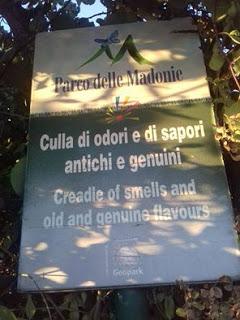 Parco delle Madonie
Culla di odori e di sapori
antichi e genuini
Creadle of smells and
old and genuine flavours
Geopark